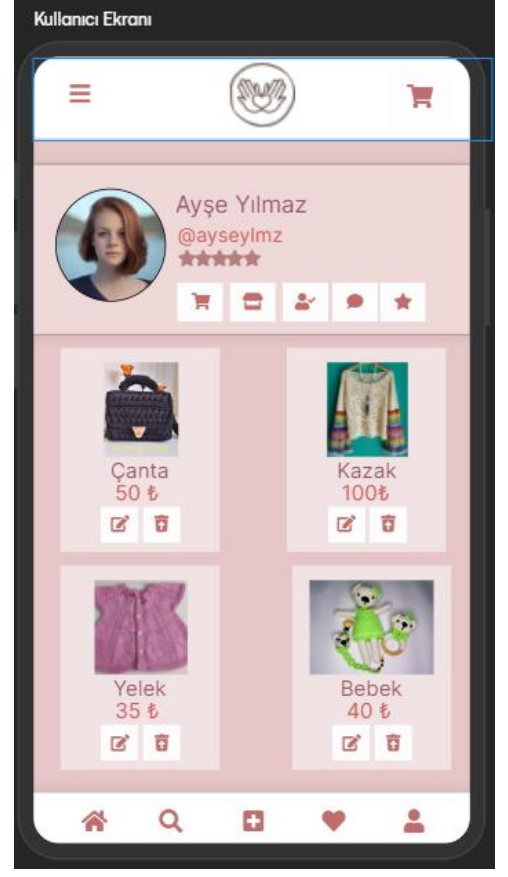 Kullanıcı Ekranı
Ayşe Yılmaz
@ayseylmz
Çanta
50 ₺
Kazak
100₺
Yelek
35 ₺
Bebek
40 ₺